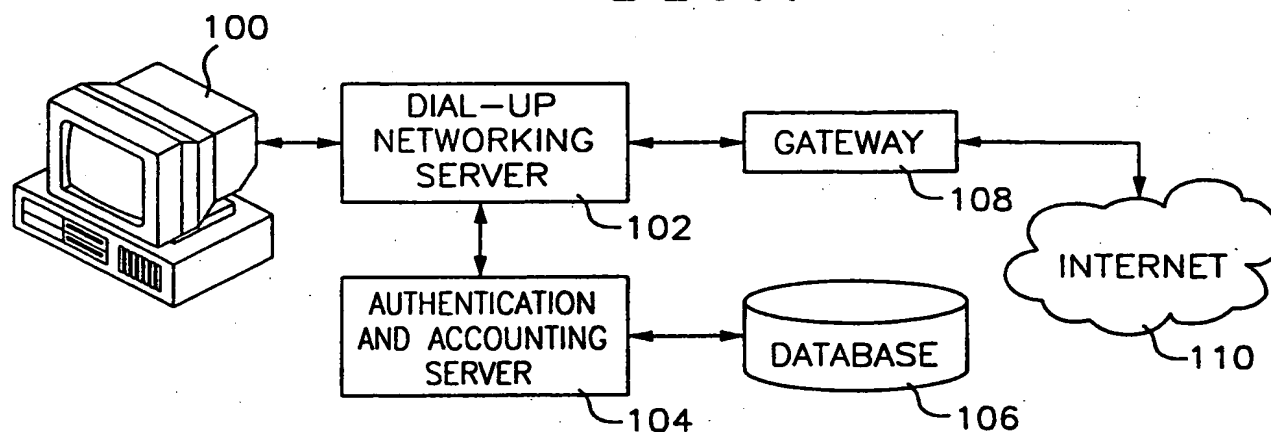 100
DIAL-UP
NETWORKING
SERVER
102
GATEWAY
108
INTERNET
110
AUTHENTICATION
AND ACCOUNTING
SERVER
104
DATABASE
106